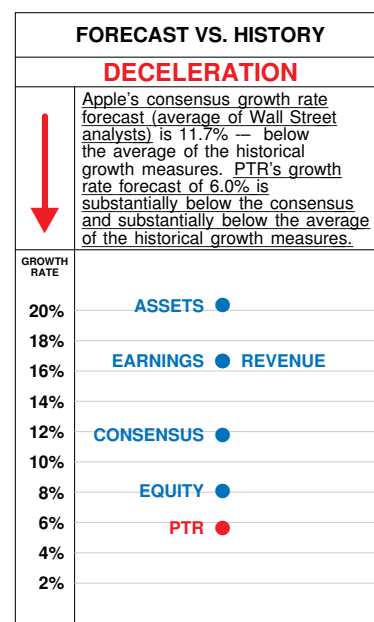 FORECAST VS. HISTORY
DECELERATION
Apple's consensus growth rate
forecast (average of Wall Street
analysts) is 11.7% -– below
the average of the historical
growth measures. PTR's growth
rate forecast of 6.0% is
substantially below the consensus
and substantially below the average
of the historical growth measures.
GROWTH
RATE
20%
ASSETS
18%
EARNINGS REVENUE
16%
14%
12%
CONSENSUS
10%
8%
EQUITY
6%
PTR
4%
2%